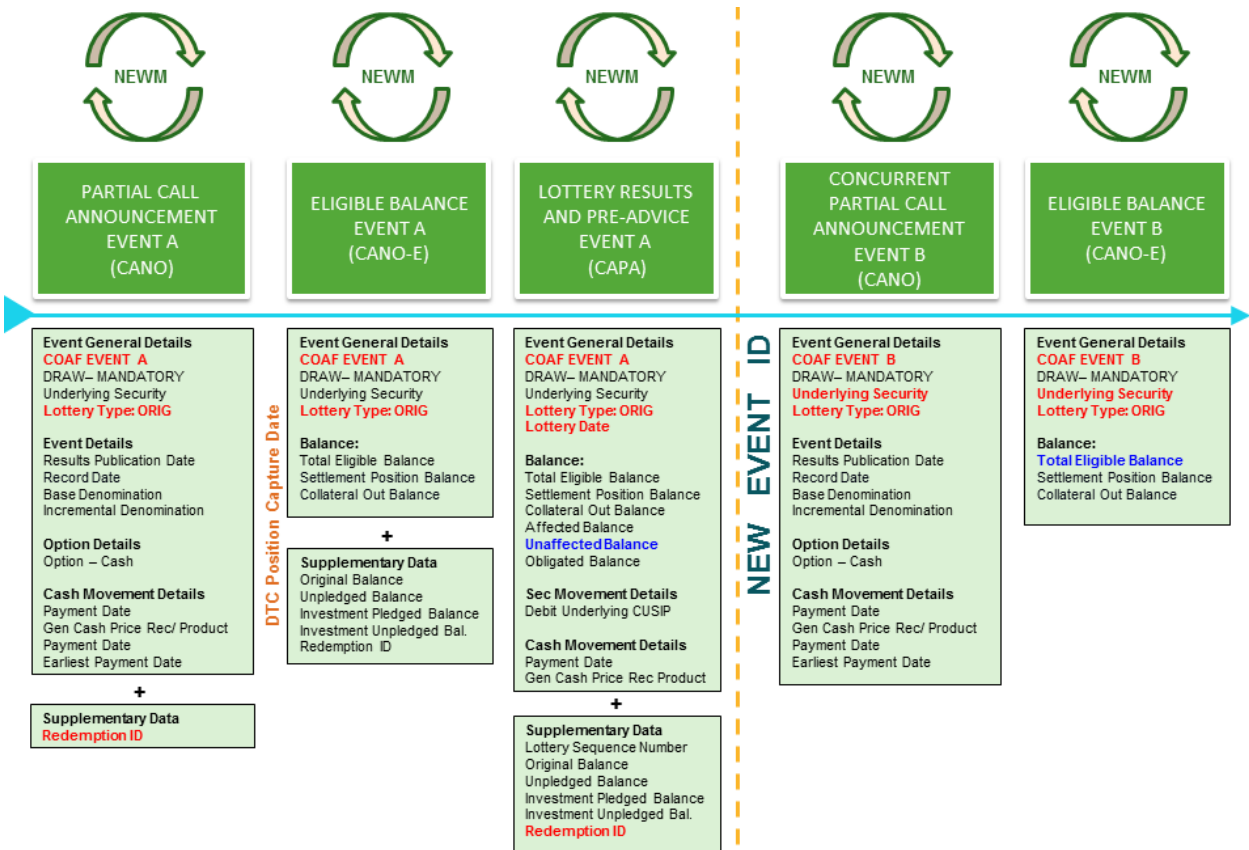 NEWM
NEWM
NEWM
NEWM
NEWM
PARTIAL CALL
ANNOUNCEMENT
EVENT A
(CANO)
ELIGIBLE BALANCE
EVENT A
(CANO-E)
LOTTERY RESULTS
AND PRE-ADVICE
EVENT A
(CAPA)
CONCURRENT
PARTIAL CALL
ANNOUNCEMENT
EVENT B
(CANO)
ELIGIBLE BALANCE
EVENT B
(CANO-E)
Event General Details
COAF EVENT A
DRAW– MANDATORY
Underlying Security
Lottery Type: ORIG
Event Details
Results Publication Date
Record Date
Base Denomination
Incremental Denomination
Option Details
Option – Cash
Cash Movement Details
Payment Date
Gen Cash Price Rec/ Product
Payment Date
Earliest Payment Date
+
Supplementary Data
Redemption ID
DTC Position Capture Date
Event General Details
COAF EVENT A
DRAW– MANDATORY
Underlying Security
Lottery Type: ORIG
Balance:
Total Eligible Balance
Settlement Position Balance
Collateral Out Balance
+
Supplementary Data
Original Balance
Unpledged Balance
Investment Pledged Balance
Investment Unpledged Bal.
Redemption ID
Event General Details
COAF EVENT A
DRAW– MANDATORY
Underlying Security
Lottery Type: ORIG
Lottery Date
Balance:
Total Eligible Balance
Settlement Position Balance
Collateral Out Balance
Affected Balance
Unaffected Balance
Obligated Balance
Sec Movement Details
Debit Underlying CUSIP
Cash Movement Details
Payment Date
Gen Cash Price Rec Product
+
Supplementary Data
Lottery Sequence Number
Original Balance
Unpledged Balance
Investment Pledged Balance
Investment Unpledged Bal.
Redemption ID
NEW EVENT ID
Event General Details
COAF EVENT B
DRAW– MANDATORY
Underlying Security
Lottery Type: ORIG
Event Details
Results Publication Date
Record Date
Base Denomination
Incremental Denomination
Option Details
Option – Cash
Cash Movement Details
Payment Date
Gen Cash Price Rec/ Product
Payment Date
Earliest Payment Date
Event General Details
COAF EVENT B
DRAW– MANDATORY
Underlying Security
Lottery Type: ORIG
Balance:
Total Eligible Balance
Settlement Position Balance
Collateral Out Balance